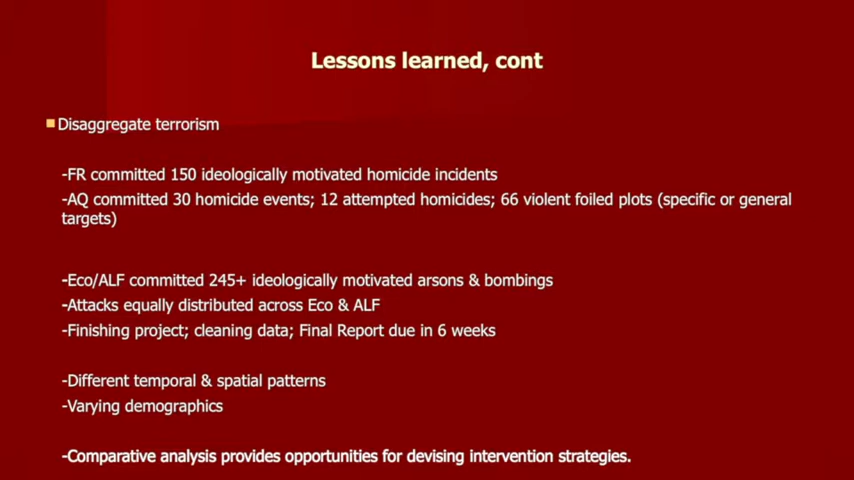 Lessons learned, cont
Disaggregate terrorism
-FR committed 150 ideologically motivated homicide incidents
-AQ committed 30 homicide events; 12 attempted homicides; 66 violent foiled plots (specific or general
targets)
-Eco/ALF committed 245+ ideologically motivated arsons & bombings
-Attacks equally distributed across Eco & ALF
-Finishing project; cleaning data; Final Report due in 6 weeks
-Different temporal & spatial patterns
-Varying demographics
-Comparative analysis provides opportunities for devising intervention strategies.